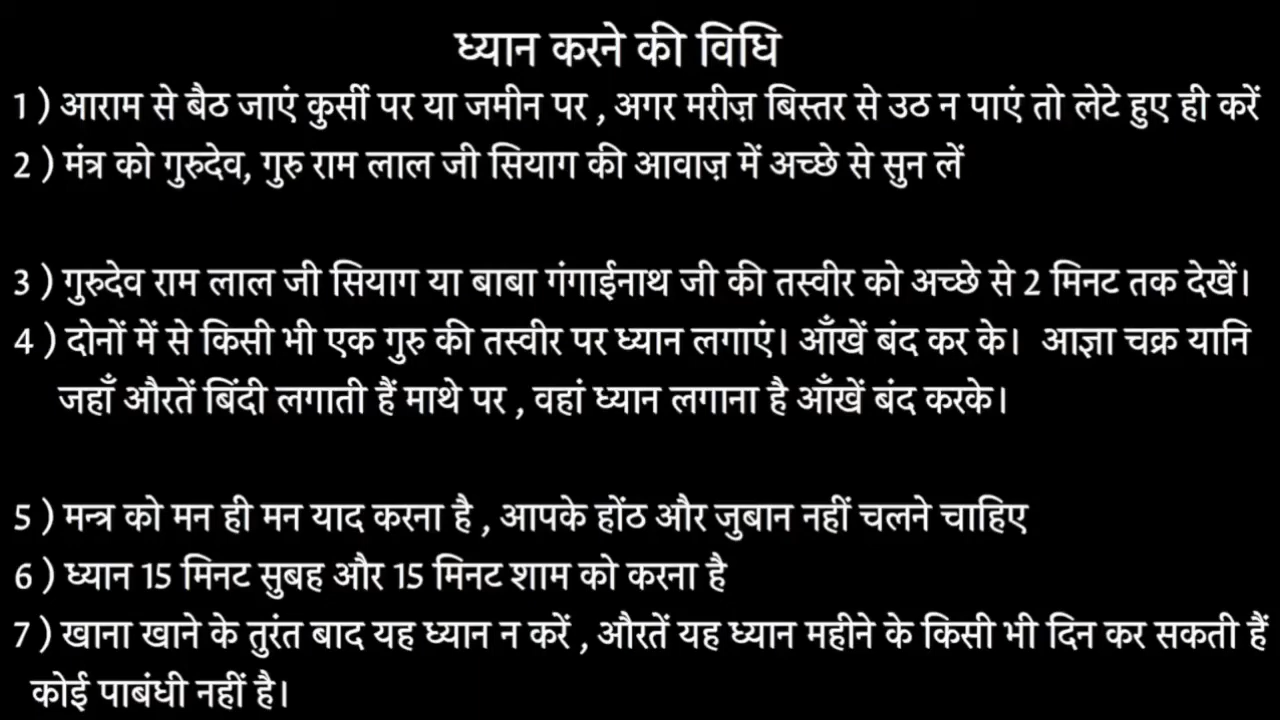 ध्यान करने की विधि
1 ) आराम से बैठ जाएं कुर्सी पर या जमीन पर , अगर मरीज़ बिस्तर से उठ न पाएं तो लेटे हुए ही करें
2 ) मंत्र को गुरुदेव, गुरु राम लाल जी सियाग की आवाज़ में अच्छे से सुन लें
3 ) गुरुदेव राम लाल जी सियाग या बाबा गंगाईनाथ जी की तस्वीर को अच्छे से 2 मिनट तक देखें।
4 ) दोनों में से किसी भी एक गुरु की तस्वीर पर ध्यान लगाएं। आँखें बंद कर के। आज्ञा चक्र यानि
जहाँ औरतें बिंदी लगाती हैं माथे पर , वहां ध्यान लगाना है आँखें बंद करके।
5 ) मन्त्र को मन ही मन याद करना है , आपके होंठ और जुबान नहीं चलने चाहिए
6 ) ध्यान 15 मिनट सुबह और 15 मिनट शाम को करना है
7 ) खाना खाने के तुरंत बाद यह ध्यान न करें , औरतें यह ध्यान महीने के किसी भी दिन कर सकती हैं
कोई पाबंधी नहीं है।